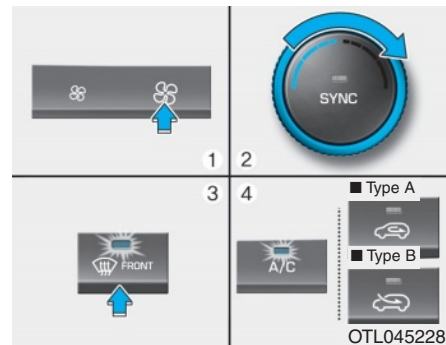 1
2
SYNC
3
FRONT
4
A/C
■ Type A
■ Type B
OTL045228